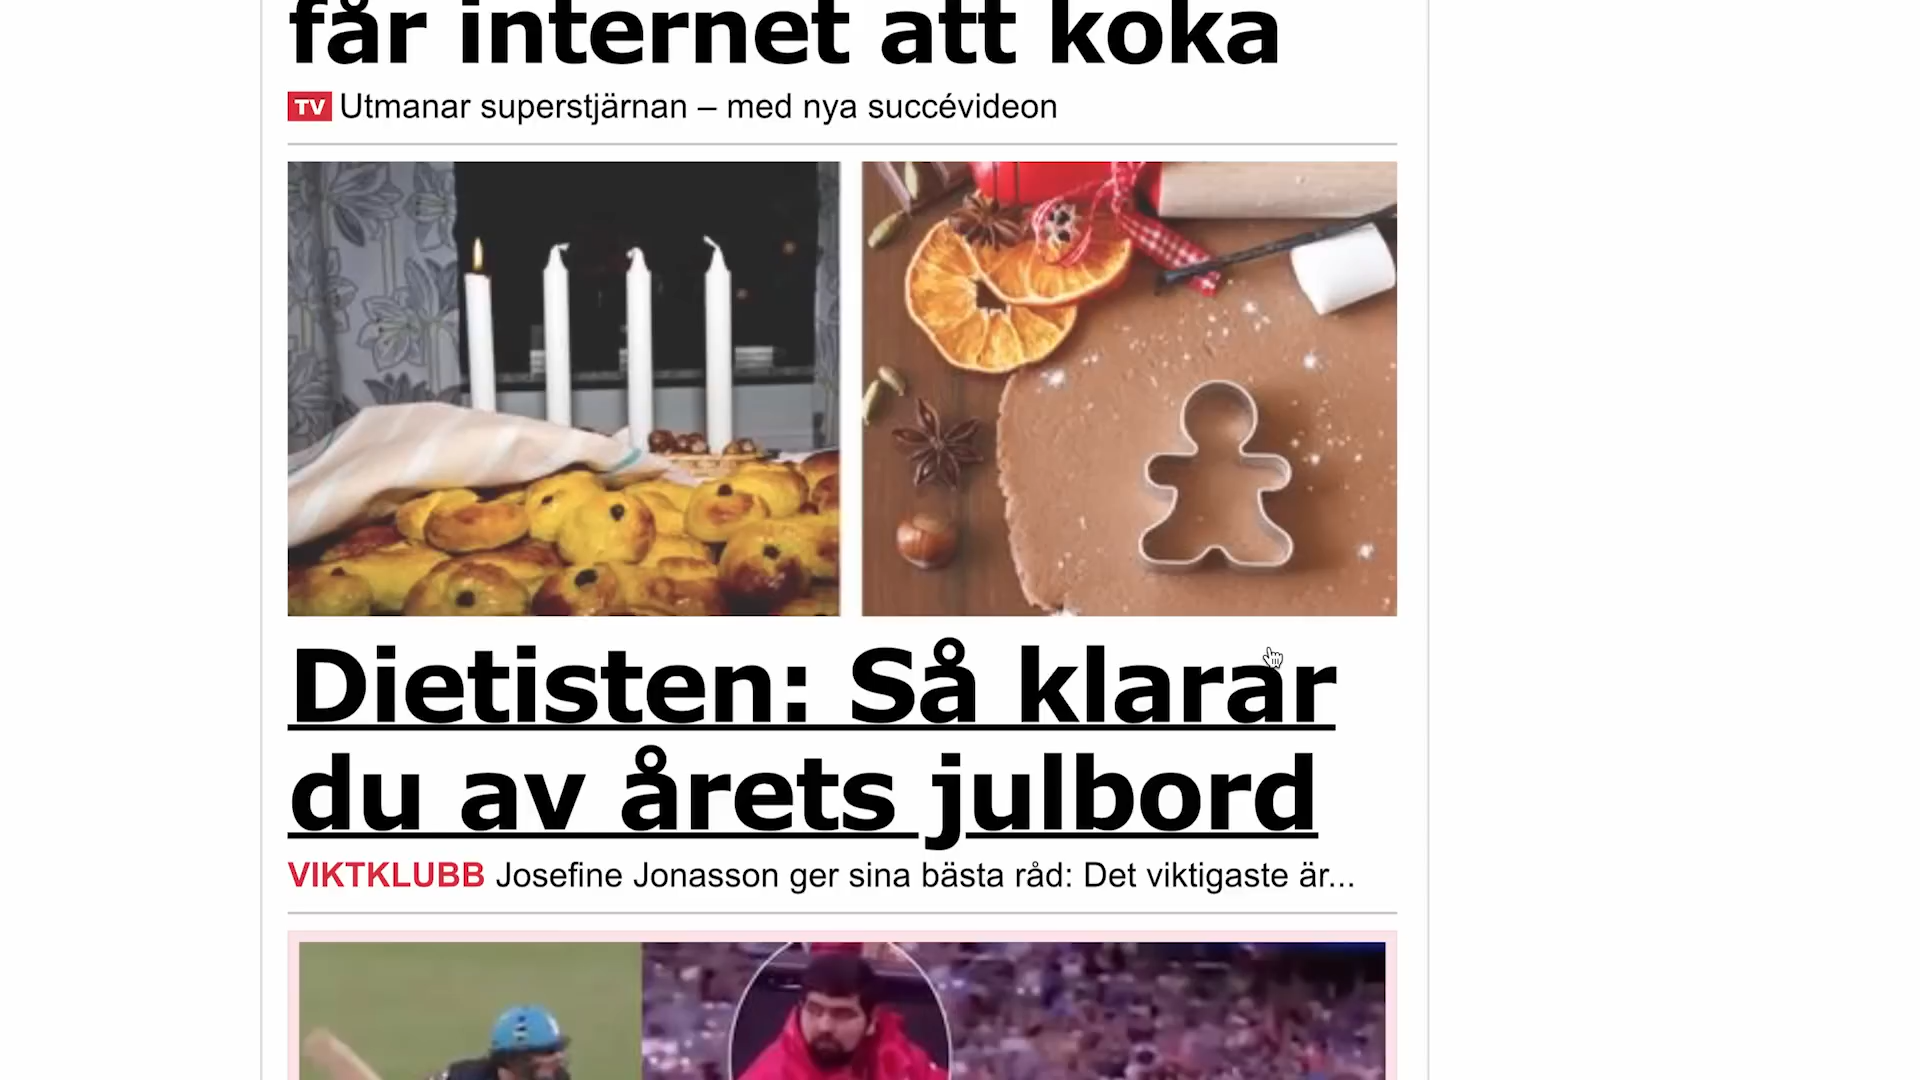 får internet att koka
TV Utmanar superstjärnan – med nya succévideon
Dietisten: Så klarar
du av årets julbord
VIKTKLUBB Josefine Jonasson ger sina bästa råd: Det viktigaste är...